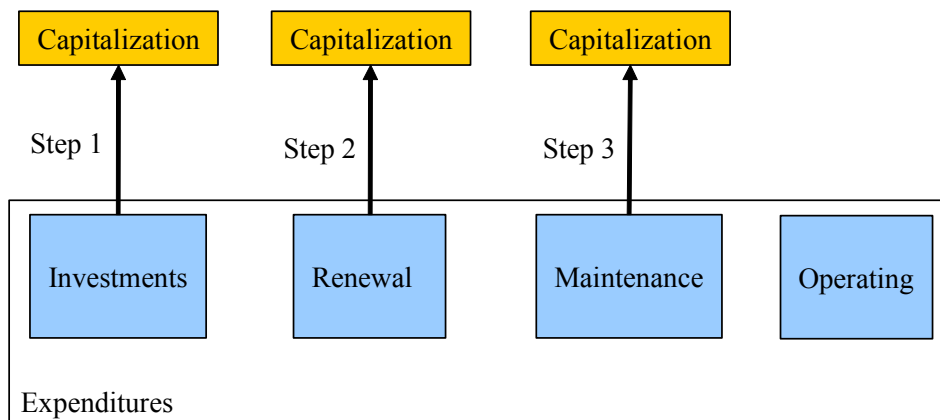 Capitalization
Capitalization
Capitalization
Step 1
Step 2
Step 3
Investments
Renewal
Maintenance
Operating
Expenditures